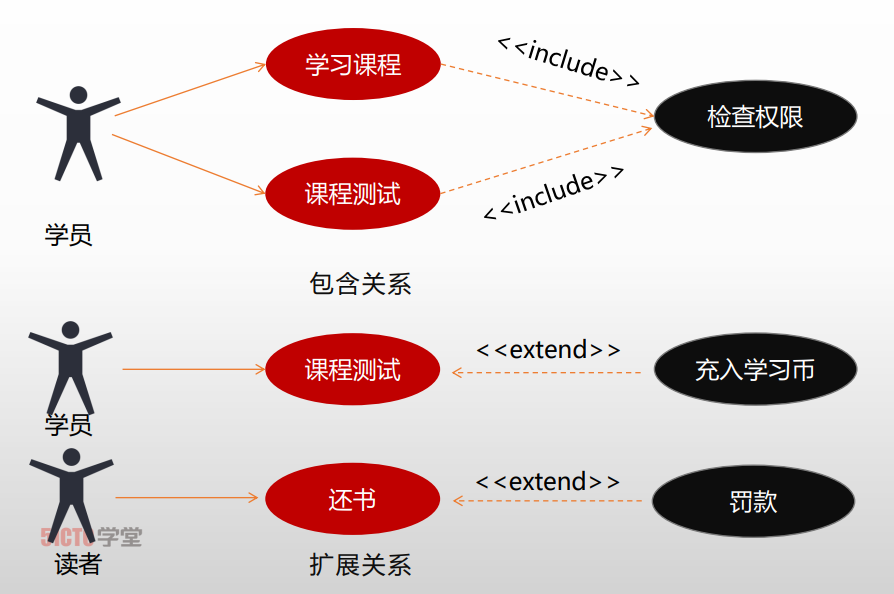 学习课程
<<include>>
检查权限
课程测试
<<include>>
学员
包含关系
课程测试
<<extend>>
充入学习币
学员
还书
<<extend>>
罚款
51CTO学堂
读者
扩展关系